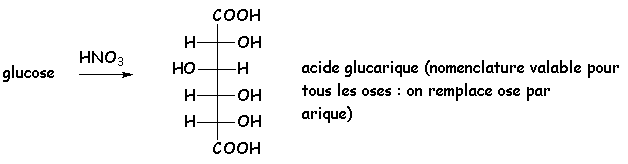 COOH
H OH
HNO3
glucose
HO H
acide glucarique (nomenclature valable pour
tous les oses : on remplace ose par
arique)
H OH
H OH
COOH